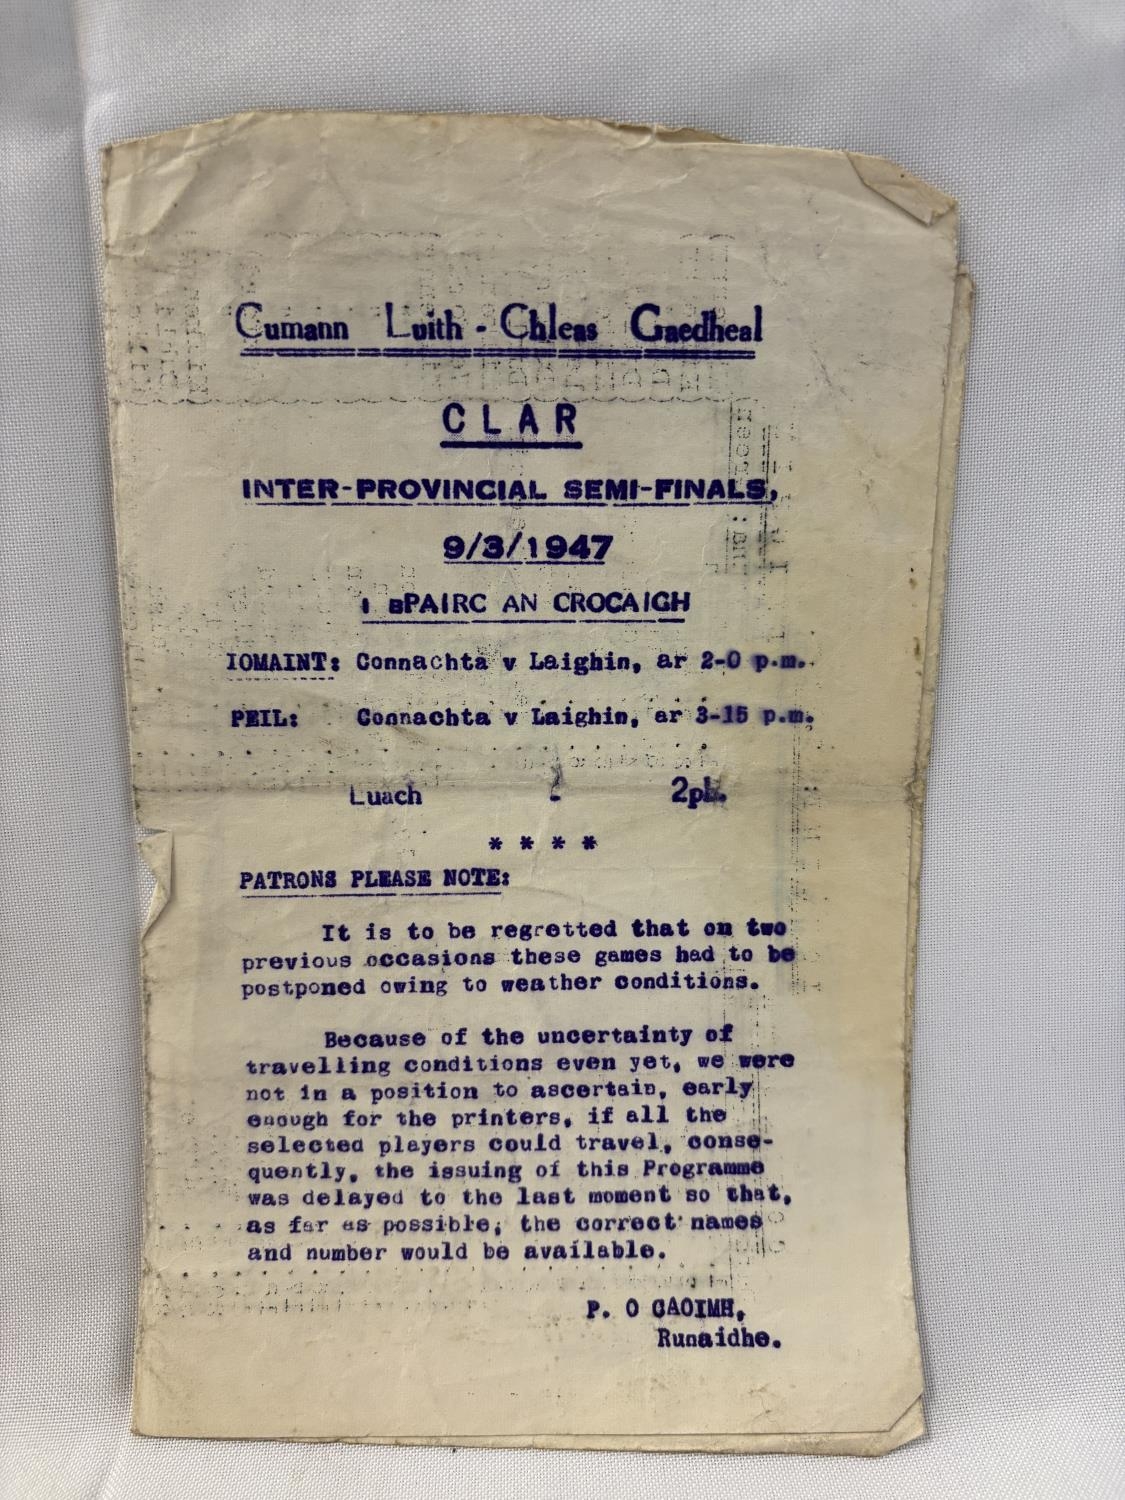 Cumann Luith - Chleas Gaedheal
CLAR
INTER-PROVINCIAL SEMI-FINALS,
9/3/1947
I BPAIRC AN CROCAIGH
IOMAINT: Connachta v Laighin, ar 2-0 p.m.
PEIL: Connachta v Laighin, ar 3-15 p.m.
Luach - 2pl.
* * * *
PATRONS PLEASE NOTE:
It is to be regretted that on two
previous occasions these games had to be
postponed owing to weather conditions.
Because of the uncertainty of
travelling conditions even yet, we were
not in a position to ascertain, early
enough for the printers, if all the
selected players could travel, conse-
quently, the issuing of this Programme
was delayed to the last moment so that,
as far as possible, the correct names
and number would be available.
P. O CAOIMH,
Runaidhe.